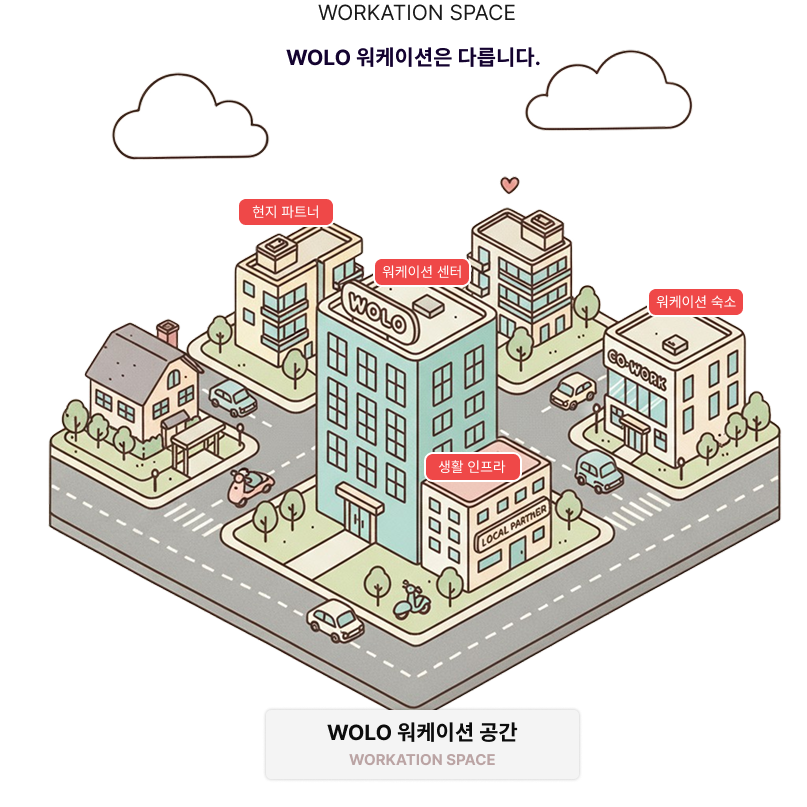 WORKATION SPACE
WOLO 워케이션은 다릅니다.
현지 파트너
워케이션 센터
워케이션 숙소
WOLO
CO-WORK
생활 인프라
LOCAL PARTNER
WOLO 워케이션 공간
WORKATION SPACE